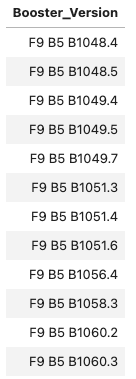 Booster_Version
F9 B5 B1048.4
F9 B5 B1048.5
F9 B5 B1049.4
F9 B5 B1049.5
F9 B5 B1049.7
F9 B5 B1051.3
F9 B5 B1051.4
F9 B5 B1051.6
F9 B5 B1056.4
F9 B5 B1058.3
F9 B5 B1060.2
F9 B5 B1060.3